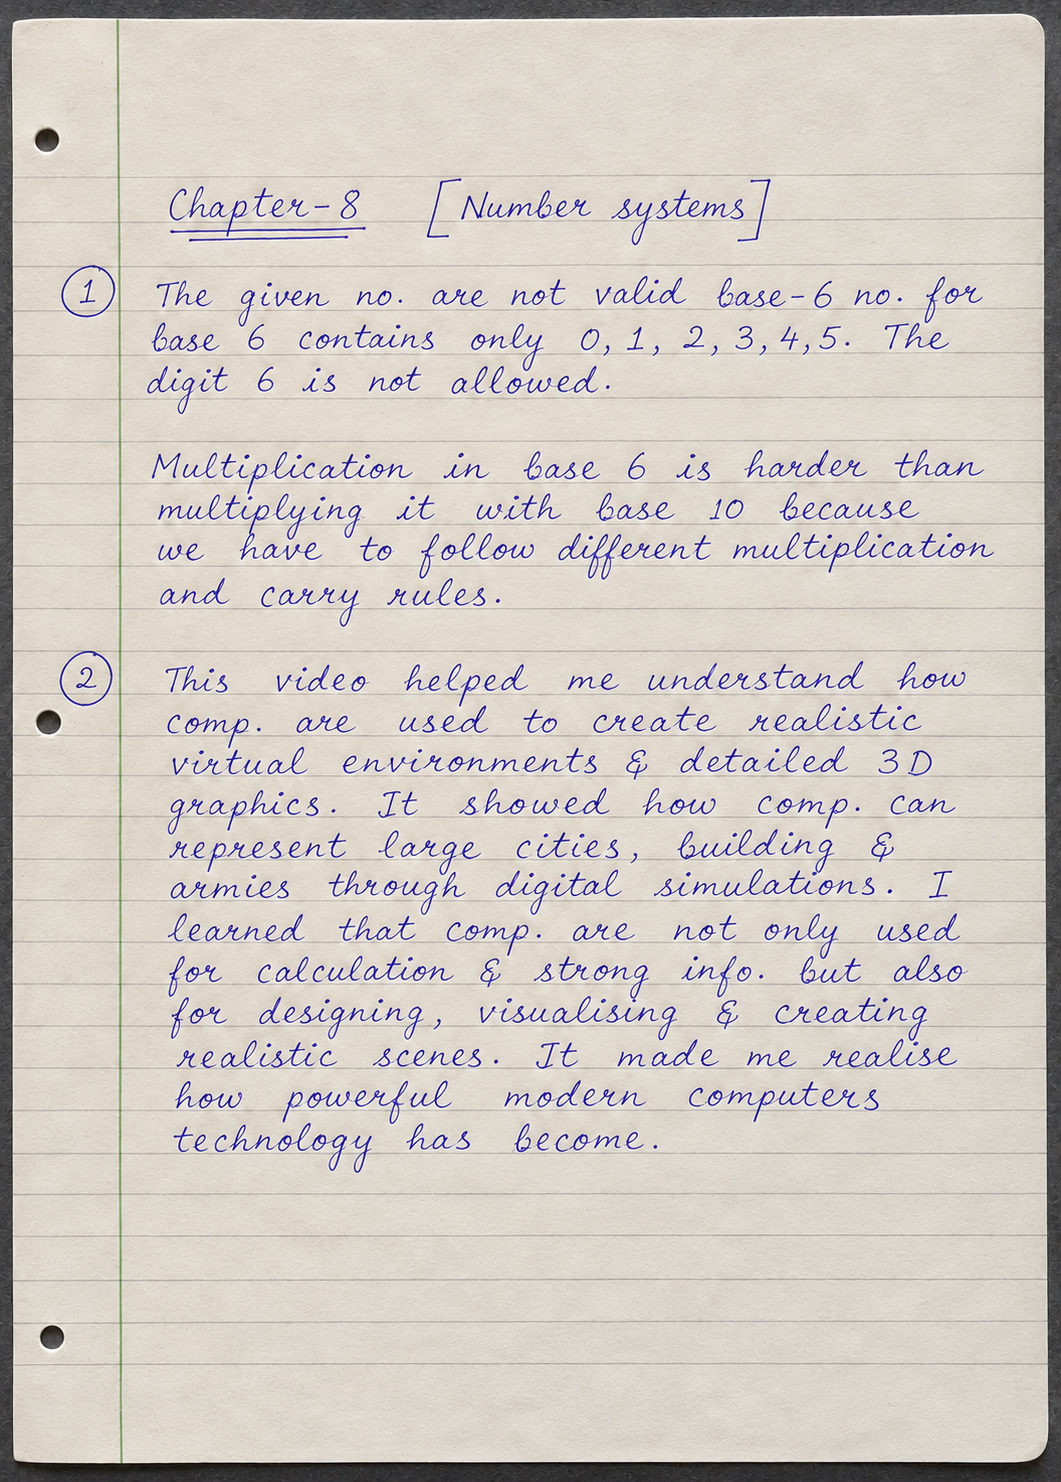 Chapter-8 [Number systems]
1 The given no. are not valid base-6 no. for
base 6 contains only 0, 1, 2, 3, 4, 5. The
digit 6 is not allowed.
Multiplication in base 6 is harder than
multiplying it with base 10 because
we have to follow different multiplication
and carry rules.
2 This video helped me understand how
comp. are used to create realistic
virtual environments & detailed 3D
graphics. It showed how comp. can
represent large cities, building &
armies through digital simulations. I
learned that comp. are not only used
for calculation & strong info. but also
for designing, visualising & creating
realistic scenes. It made me realise
how powerful modern computers
technology has become.